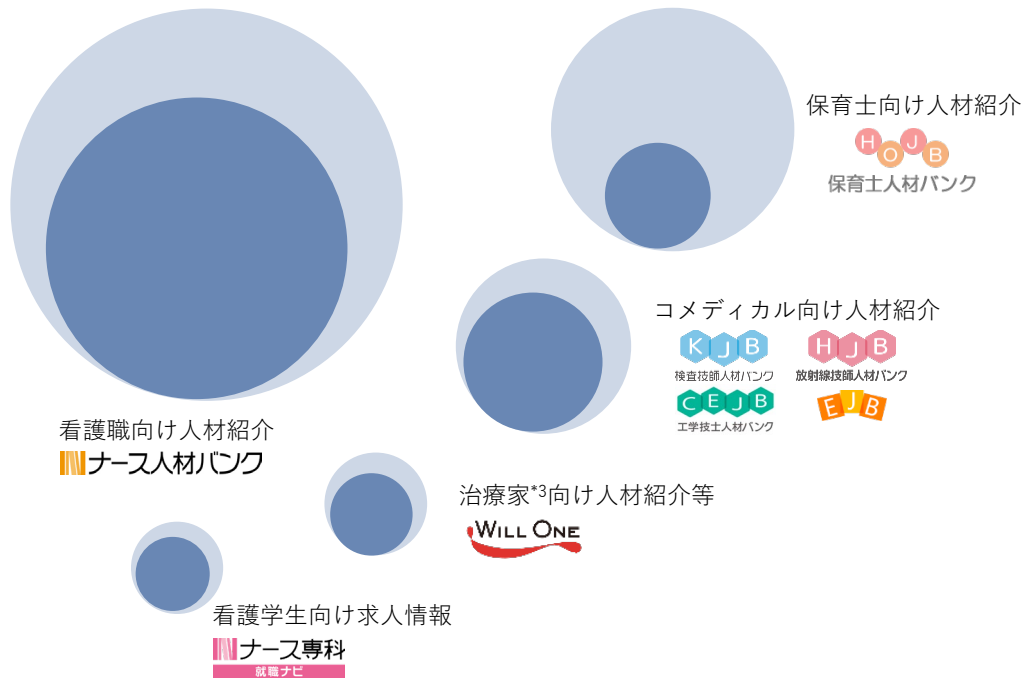 保育士向け人材紹介
HOJB
保育士人材バンク
コメディカル向け人材紹介
KJB
HJB
検査技師人材バンク
放射線技師人材バンク
CEJB
EJB
工学技士人材バンク
看護職向け人材紹介
ナース人材バンク
治療家*3向け人材紹介等
WILL ONE
看護学生向け求人情報
ナース専科
就職ナビ